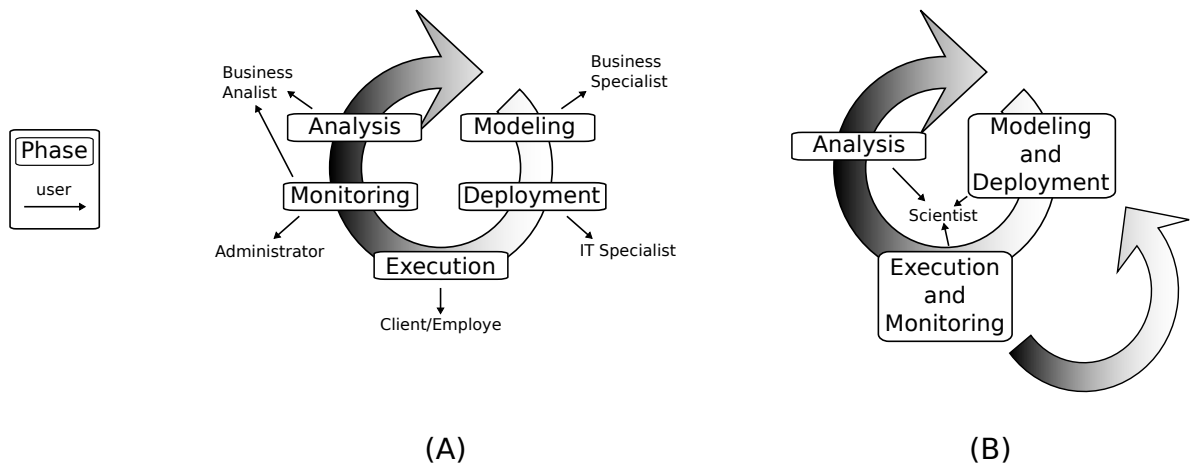 Phase
user
Business
Analist
Business
Specialist
Analysis
Modeling
Monitoring
Deployment
Administrator
IT Specialist
Execution
Client/Employe
(A)
Analysis
Modeling
and
Deployment
Scientist
Execution
and
Monitoring
(B)